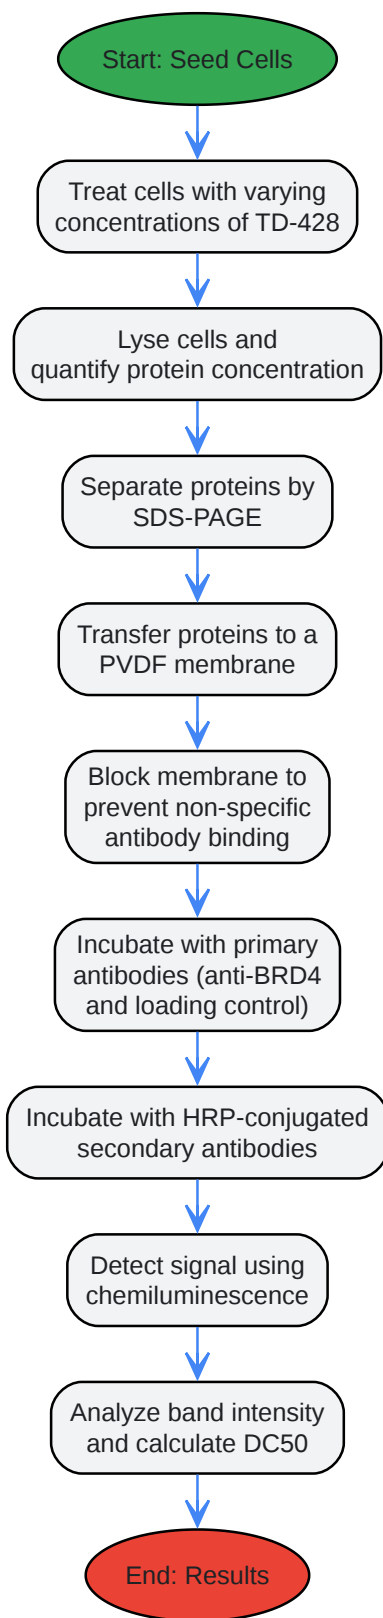 Start: Seed Cells
Treat cells with varying
concentrations of TD-428
Lyse cells and
quantify protein concentration
Separate proteins by
SDS-PAGE
Transfer proteins to a
PVDF membrane
Block membrane to
prevent non-specific
antibody binding
Incubate with primary
antibodies (anti-BRD4
and loading control)
Incubate with HRP-conjugated
secondary antibodies
Detect signal using
chemiluminescence
Analyze band intensity
and calculate DC50
End: Results